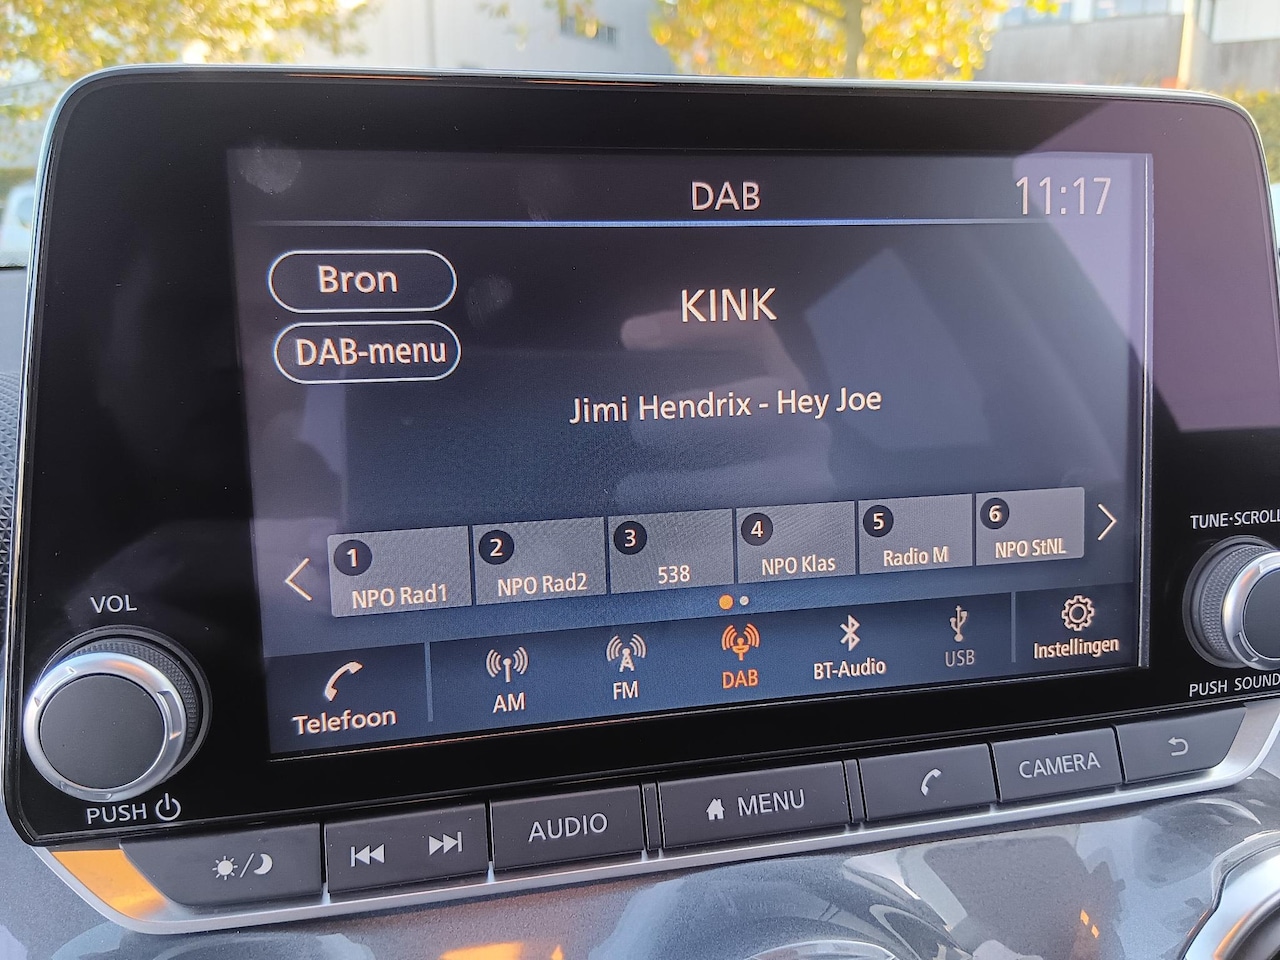 DAB
11:17
Bron
DAB-menu
KINK
Jimi Hendrix - Hey Joe
1
NPO Rad1
2
NPO Rad2
3
538
4
NPO Klas
5
Radio M
6
NPO StNL
Telefoon
AM
FM
DAB
BT-Audio
USB
Instellingen
VOL
PUSH
TUNE·SCROLL
PUSH SOUND
AUDIO
MENU
CAMERA